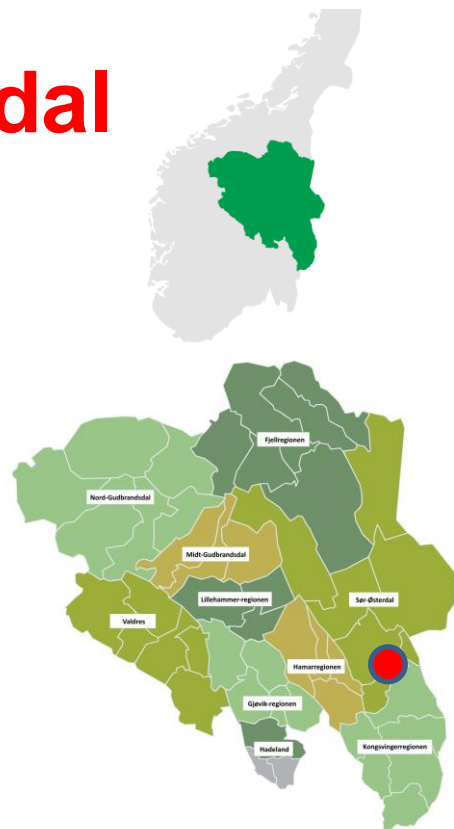 dal
Fjellregionen
Nord-Gudbrandsdal
Midt-Gudbrandsdal
Lillehammer-regionen
Sør-Østerdal
Valdres
Hamarregionen
Gjøvik-regionen
Hadeland
Kongsvingerregionen